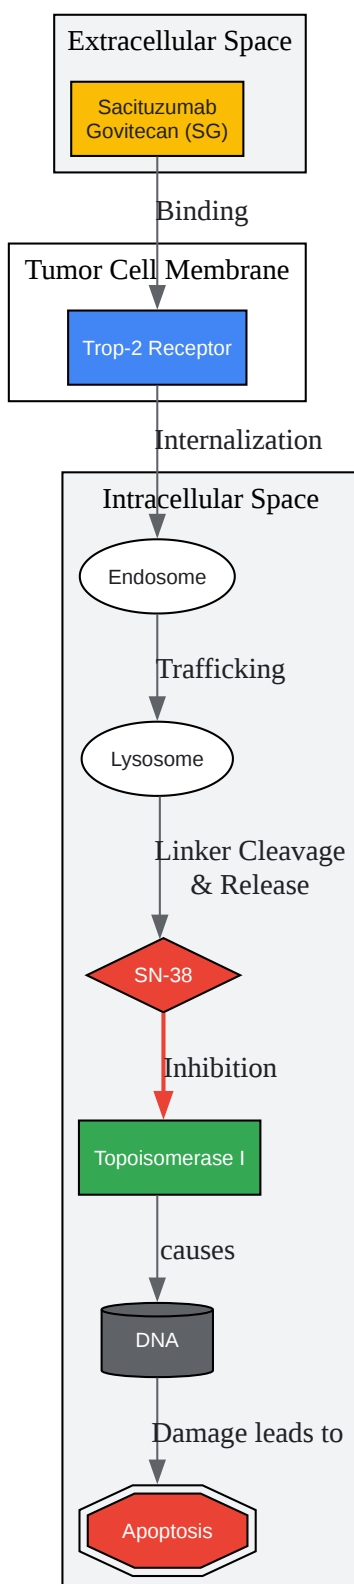 Extracellular Space
Sacituzumab
Govitecan (SG)
Binding
Tumor Cell Membrane
Trop-2 Receptor
Internalization
Intracellular Space
Endosome
Trafficking
Lysosome
Linker Cleavage
& Release
SN-38
Inhibition
Topoisomerase I
causes
DNA
Damage leads to
Apoptosis